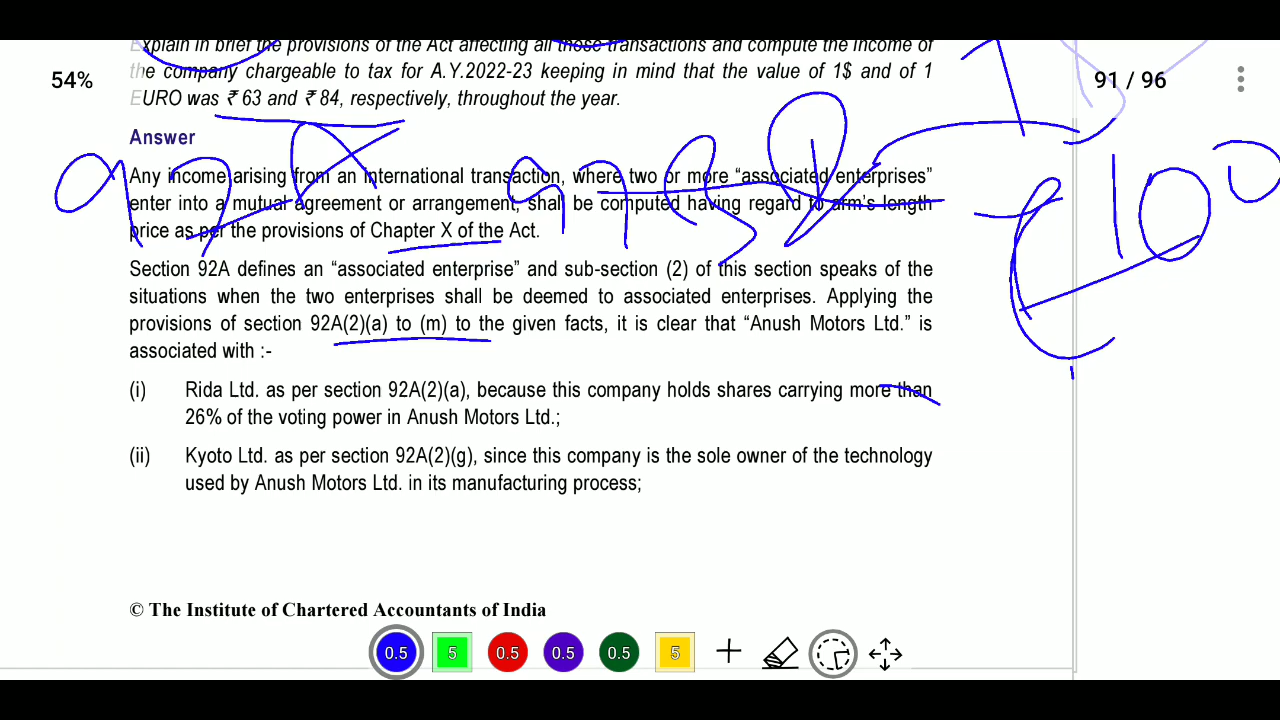 Explain in brief the provisions of the Act affecting all those transactions and compute the income of
54%
the company chargeable to tax for A.Y.2022-23 keeping in mind that the value of 1$ and of 1
91 / 96
EURO was ₹ 63 and ₹ 84, respectively, throughout the year.
Answer
Any income arising from an international transaction, where two or more “associated enterprises”
enter into a mutual agreement or arrangement, shall be computed having regard to arm’s length
price as per the provisions of Chapter X of the Act.
Section 92A defines an “associated enterprise” and sub-section (2) of this section speaks of the
situations when the two enterprises shall be deemed to associated enterprises. Applying the
provisions of section 92A(2)(a) to (m) to the given facts, it is clear that “Anush Motors Ltd.” is
associated with :-
(i) Rida Ltd. as per section 92A(2)(a), because this company holds shares carrying more than
26% of the voting power in Anush Motors Ltd.;
(ii) Kyoto Ltd. as per section 92A(2)(g), since this company is the sole owner of the technology
used by Anush Motors Ltd. in its manufacturing process;
© The Institute of Chartered Accountants of India
0.5 5 0.5 0.5 0.5 5